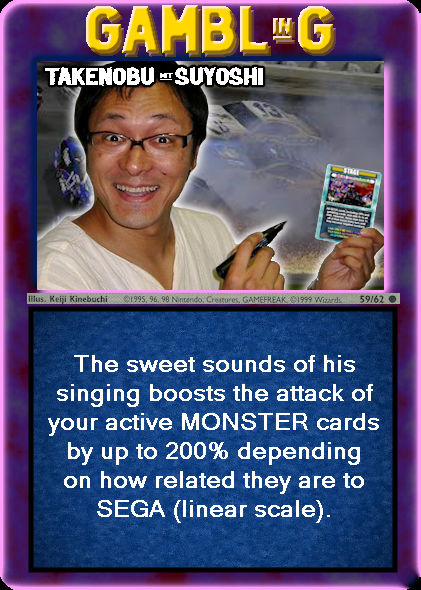 GAMBLING
TAKENOBU MIT SUYOSHI
STAGE
Illus. Keiji Kinebuchi ©1995, 96, 98 Nintendo, Creatures, GAMEFREAK. ©1999 Wizards. 59/62
The sweet sounds of his
singing boosts the attack of
your active MONSTER cards
by up to 200% depending
on how related they are to
SEGA (linear scale).